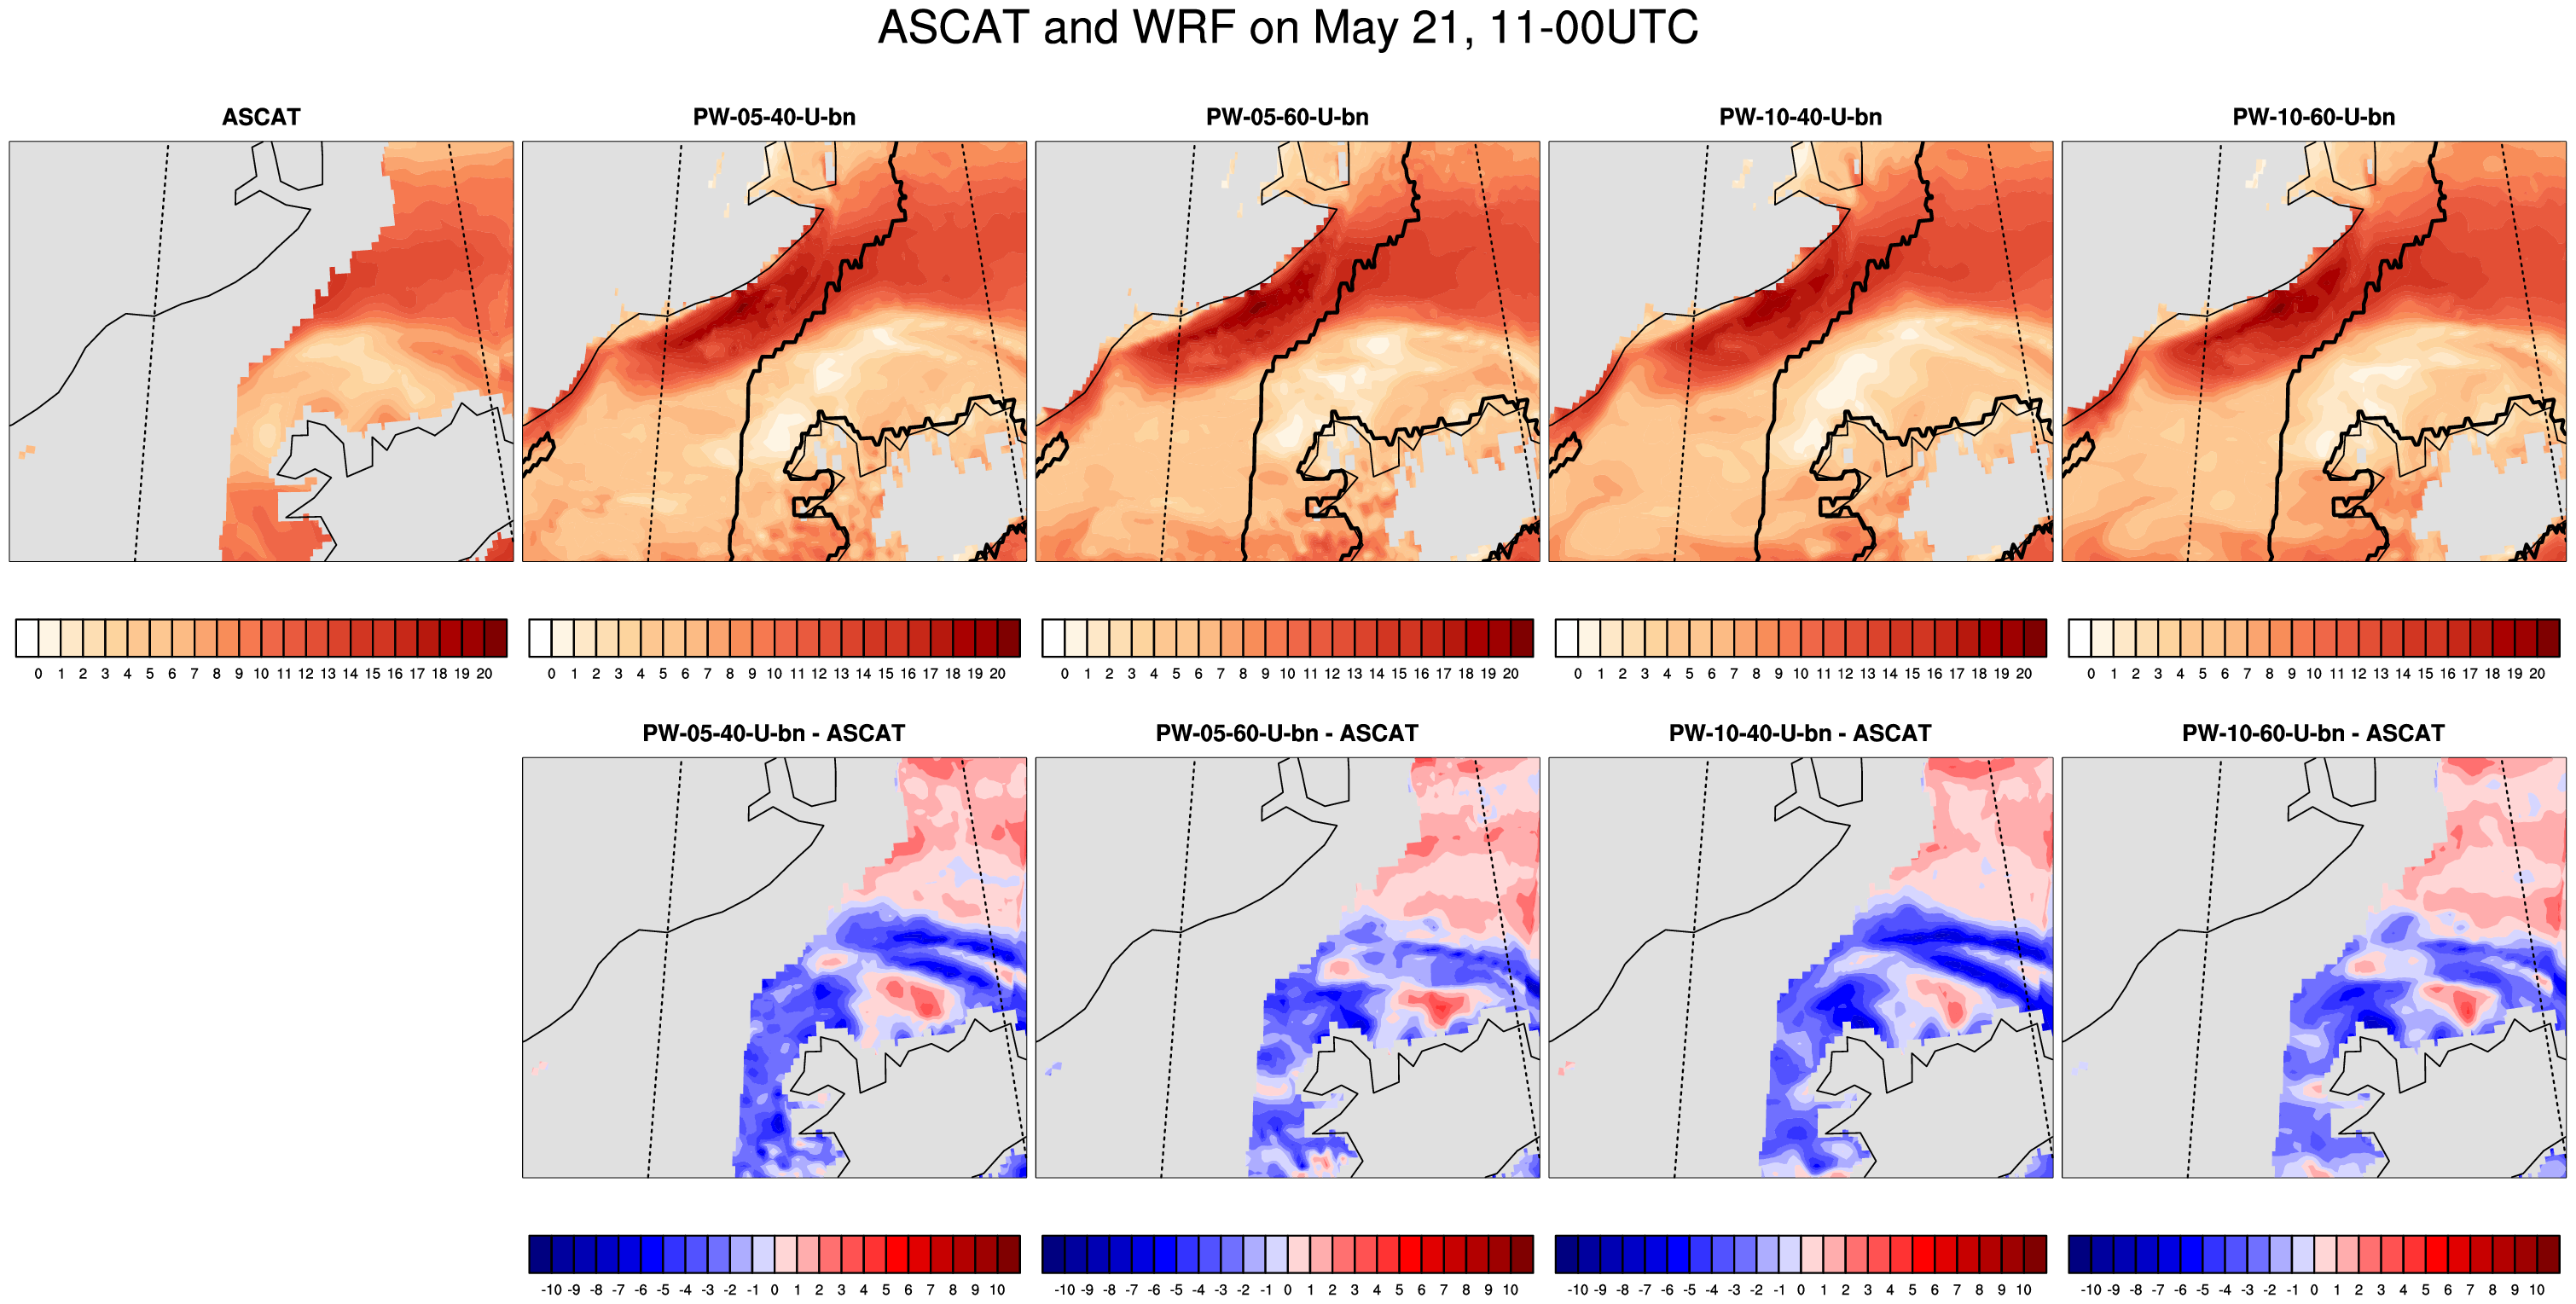 ASCAT and WRF on May 21, 11-00UTC
ASCAT PW-05-40-U-bn PW-05-60-U-bn PW-10-40-U-bn PW-10-60-U-bn
0 1 2 3 4 5 6 7 8 9 10 11 12 13 14 15 16 17 18 19 20 0 1 2 3 4 5 6 7 8 9 10 11 12 13 14 15 16 17 18 19 20 0 1 2 3 4 5 6 7 8 9 10 11 12 13 14 15 16 17 18 19 20 0 1 2 3 4 5 6 7 8 9 10 11 12 13 14 15 16 17 18 19 20 0 1 2 3 4 5 6 7 8 9 10 11 12 13 14 15 16 17 18 19 20
PW-05-40-U-bn - ASCAT PW-05-60-U-bn - ASCAT PW-10-40-U-bn - ASCAT PW-10-60-U-bn - ASCAT
-10 -9 -8 -7 -6 -5 -4 -3 -2 -1 0 1 2 3 4 5 6 7 8 9 10 -10 -9 -8 -7 -6 -5 -4 -3 -2 -1 0 1 2 3 4 5 6 7 8 9 10 -10 -9 -8 -7 -6 -5 -4 -3 -2 -1 0 1 2 3 4 5 6 7 8 9 10 -10 -9 -8 -7 -6 -5 -4 -3 -2 -1 0 1 2 3 4 5 6 7 8 9 10